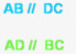 AB // DC
AD // BC